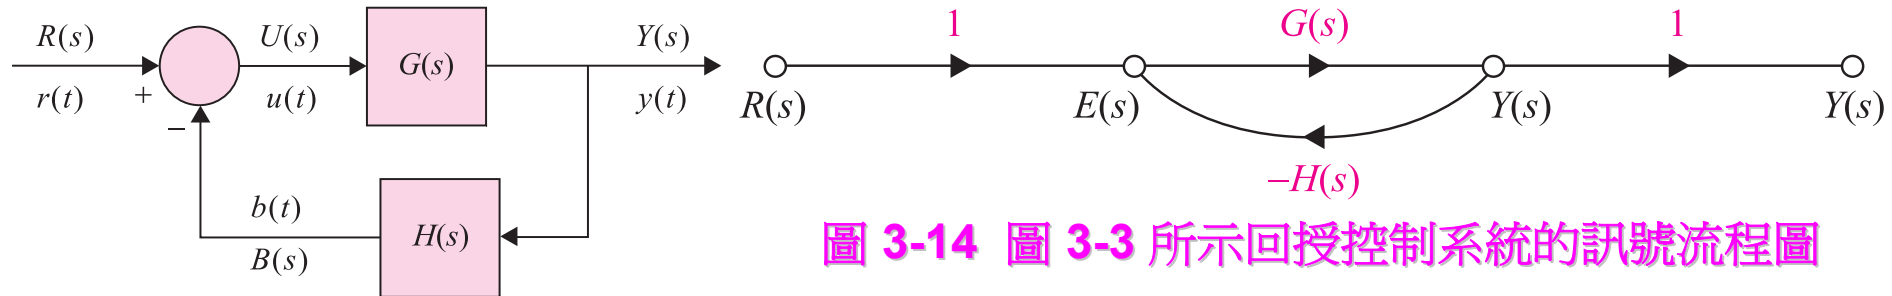 R(s)
r(t)
+
−
U(s)
u(t)
G(s)
Y(s)
y(t)
b(t)
B(s)
H(s)
1
G(s)
1
R(s)
E(s)
Y(s)
Y(s)
−H(s)
圖 3-14 圖 3-3 所示回授控制系統的訊號流程圖